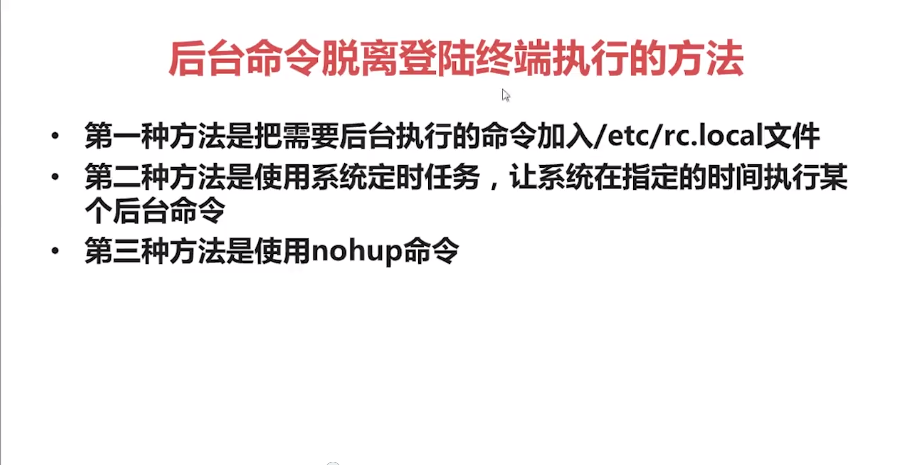 后台命令脱离登陆终端执行的方法
• 第一种方法是把需要后台执行的命令加入/etc/rc.local文件
• 第二种方法是使用系统定时任务，让系统在指定的时间执行某
个后台命令
• 第三种方法是使用nohup命令